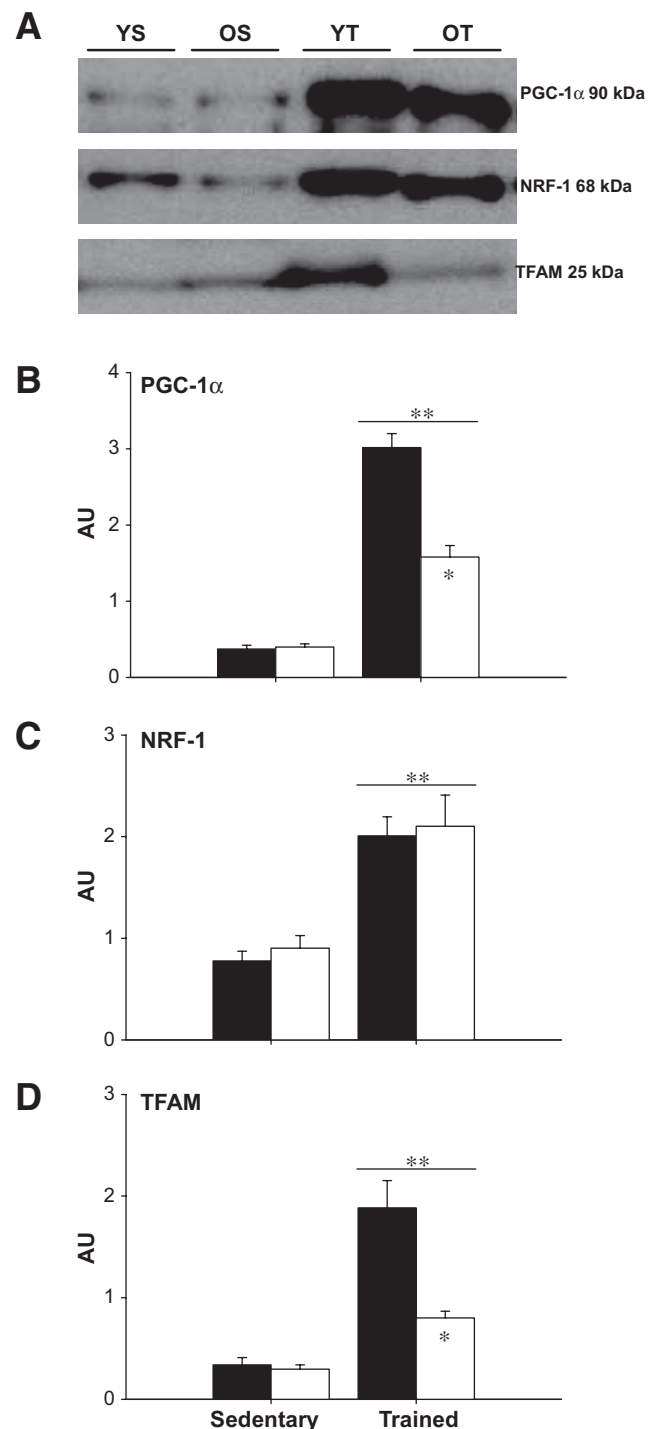 A
YS OS YT OT
PGC-1α 90 kDa
NRF-1 68 kDa
TFAM 25 kDa
B
PGC-1α
4
3
2
1
0
AU
**
*
C
NRF-1
3
2
1
0
AU
**
D
TFAM
3
2
1
0
AU
**
*
Sedentary Trained